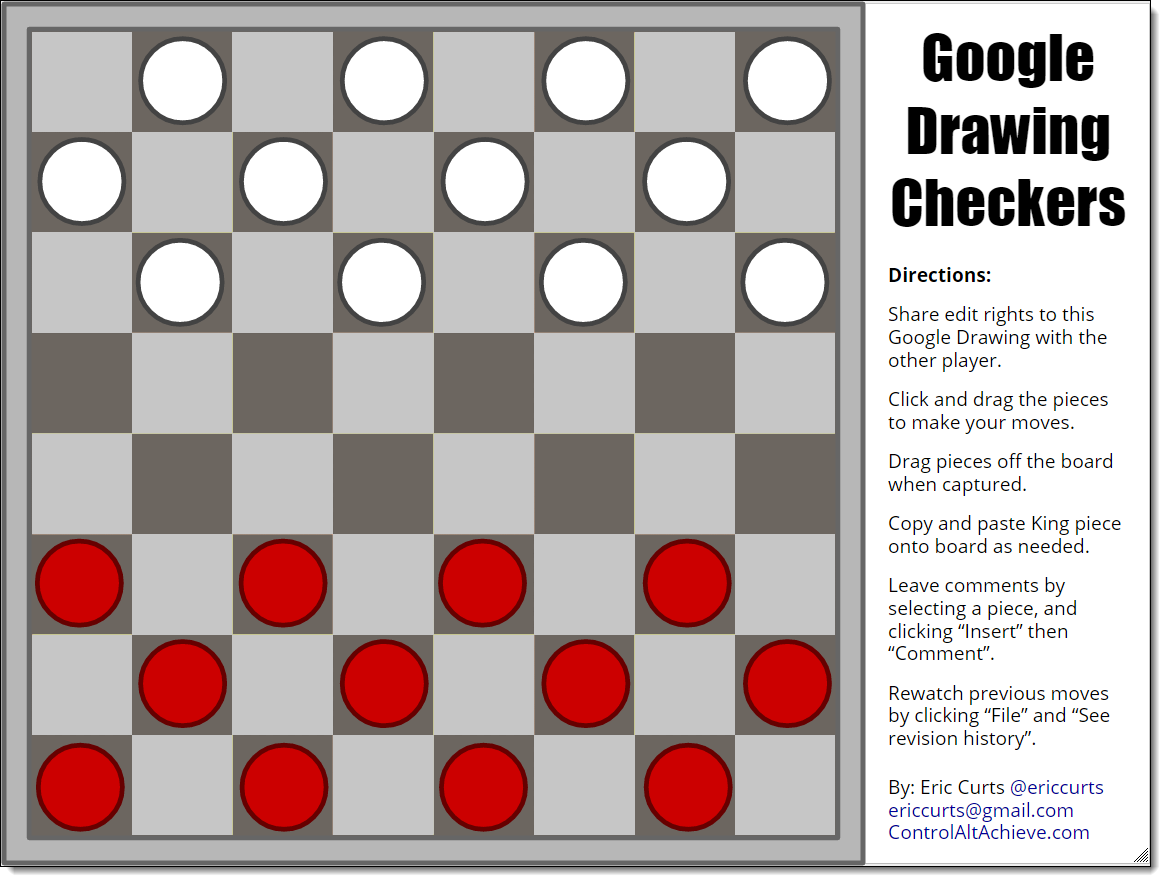 Google
Drawing
Checkers
Directions:
Share edit rights to this
Google Drawing with the
other player.
Click and drag the pieces
to make your moves.
Drag pieces off the board
when captured.
Copy and paste King piece
onto board as needed.
Leave comments by
selecting a piece, and
clicking “Insert” then
“Comment”.
Rewatch previous moves
by clicking “File” and “See
revision history”.
By: Eric Curts @ericcurts
ericcurts@gmail.com
ControlAltAchieve.com